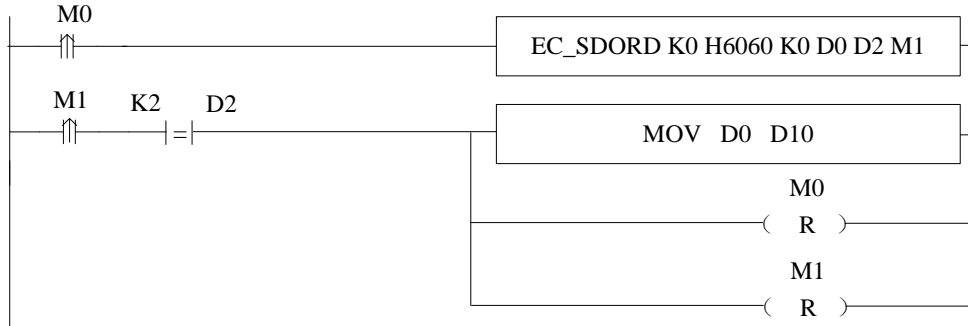 M0
EC_SDORD K0 H6060 K0 D0 D2 M1
M1 K2 D2
=
MOV D0 D10
M0
( R )
M1
( R )